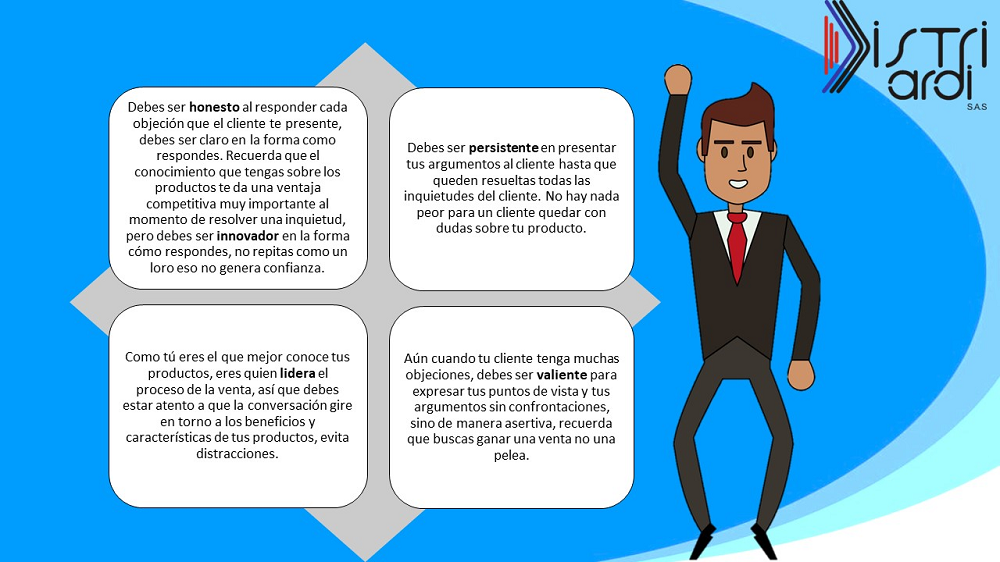 Debes ser honesto al responder cada
objeción que el cliente te presente,
debes ser claro en la forma como
respondes. Recuerda que el
conocimiento que tengas sobre los
productos te da una ventaja
competitiva muy importante al
momento de resolver una inquietud,
pero debes ser innovador en la forma
cómo respondes, no repitas como un
loro eso no genera confianza.
Debes ser persistente en presentar
tus argumentos al cliente hasta que
queden resueltas todas las
inquietudes del cliente. No hay nada
peor para un cliente quedar con
dudas sobre tu producto.
Como tú eres el que mejor conoce tus
productos, eres quien lidera el
proceso de la venta, así que debes
estar atento a que la conversación gire
en torno a los beneficios y
características de tus productos, evita
distracciones.
Aún cuando tu cliente tenga muchas
objeciones, debes ser valiente para
expresar tus puntos de vista y tus
argumentos sin confrontaciones,
sino de manera asertiva, recuerda
que buscas ganar una venta no una
pelea.
Distri
ardi
S.A.S